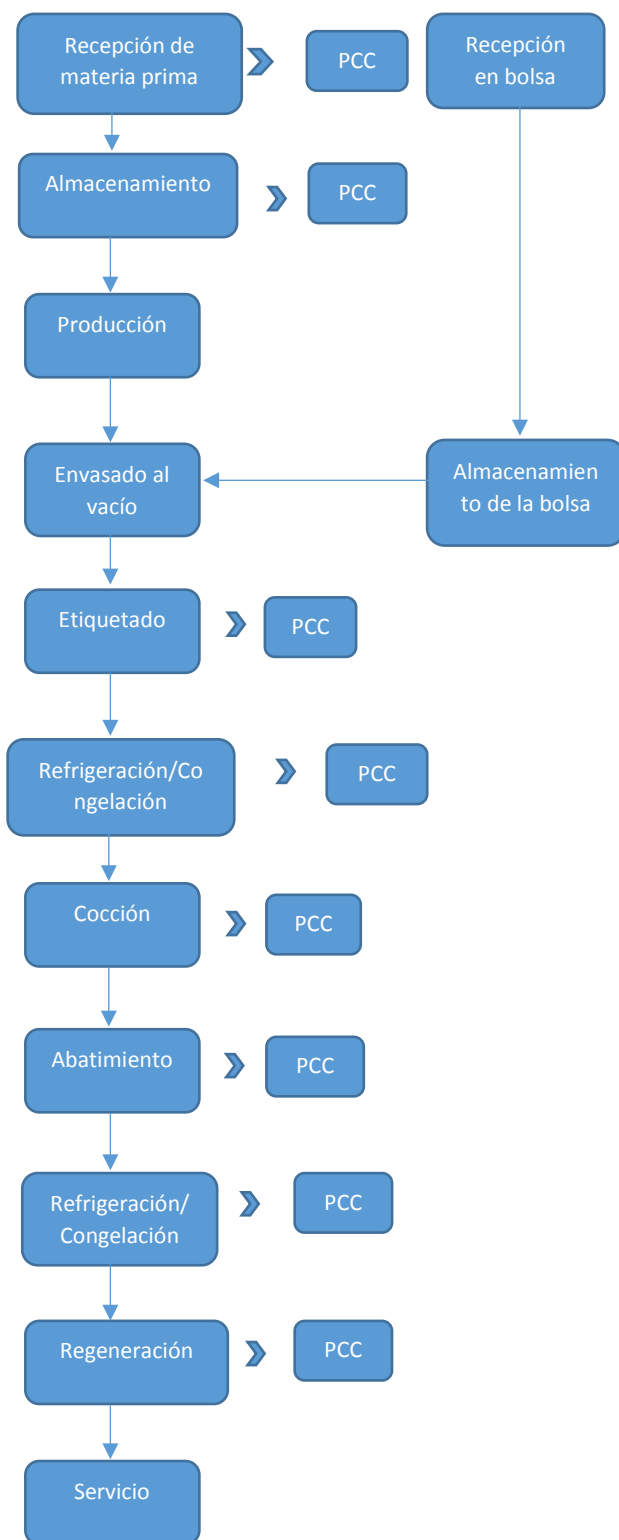 Recepción de
materia prima
PCC
Recepción
en bolsa
Almacenamiento
PCC
Producción
Envasado al
vacío
Almacenamien
to de la bolsa
Etiquetado
PCC
Refrigeración/Co
ngelación
PCC
Cocción
PCC
Abatimiento
PCC
Refrigeración/
Congelación
PCC
Regeneración
PCC
Servicio